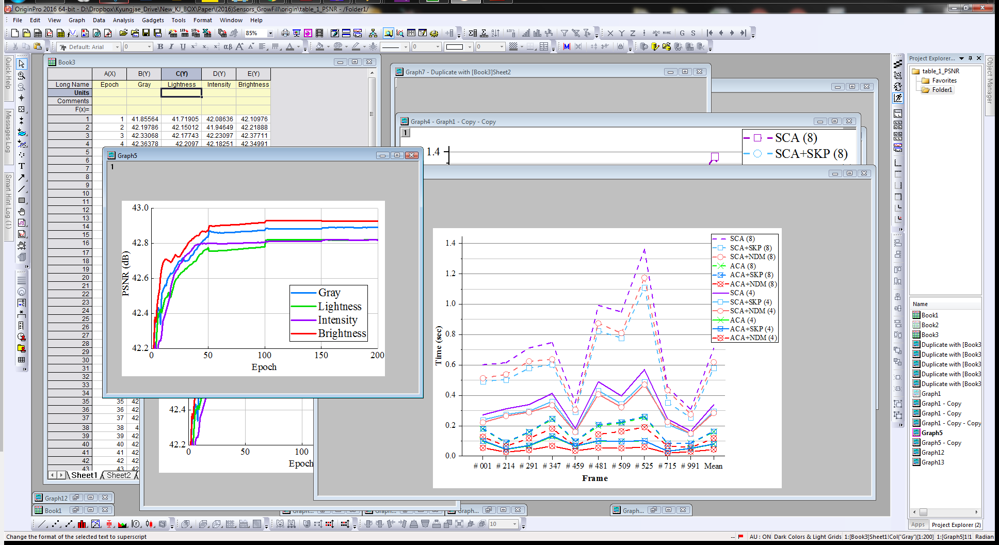 OriginPro 2016 64-bit - D:\Dropbox\Kyungjae_Drive\New_KJ_BOX\Paper\(2016)Sensors_GrowFill\origin\table_1_PSNR - /Folder1/
File Edit View Graph Data Analysis Gadgets Tools Format Window Help
85%
Default: Arial 0 B I U αβ A A 0 0
X Y Z G S
Quick Help
Messages Log
Smart Hint Log (1)
Book3
A(X) B(Y) C(Y) D(Y) E(Y)
Long Name Epoch Gray Lightness Intensity Brightness
Units
Comments
F(x)=
1 1 41.85564 41.71905 42.08636 42.10976
2 2 42.19786 42.15012 41.94649 42.21888
3 3 42.33068 42.17743 42.23097 42.37711
4 4 42.36378 42.2097 42.18251 42.34991
5
6
7
8
9
10
11
12
13
14
15
16
17
18
19
20
21
22
23
24
25
26
27
28
29
30
31
32
33
34
35 35 42
36 36 42
37 37 42
38 38 4
39 39 42
40 40 42
41 41 42
42 42 42
43 43 42
Sheet1 Sheet2
Graph7 - Duplicate with [Book3]Sheet2
Graph4 - Graph1 - Copy - Copy
1
1.4
SCA (8)
SCA+SKP (8)
Graph5
1
43.0
42.8
42.6
42.4
42.2
PSNR (dB)
0 50 100 150 200
Epoch
Gray
Lightness
Intensity
Brightness
42.4
42.2
0 50 100
Epoch
1.4
1.2
1.0
0.8
0.6
0.4
0.2
0.0
Time (sec)
# 001 # 214 # 291 # 347 # 459 # 481 # 509 # 525 # 715 # 991 Mean
Frame
SCA (8)
SCA+SKP (8)
SCA+NDM (8)
ACA (8)
ACA+SKP (8)
ACA+NDM (8)
SCA (4)
SCA+SKP (4)
SCA+NDM (4)
ACA (4)
ACA+SKP (4)
ACA+NDM (4)
Project Explorer...
Object Manager
table_1_PSNR
Favorites
Folder1
Name
Book1
Book2
Book3
Duplicate with [Book3
Duplicate with [Book3
Duplicate with [Book3
Duplicate with [Book3
Duplicate with [Book3
Graph1
Graph1 - Copy
Graph1 - Copy
Graph1 - Copy - Copy
Graph5
Graph5 - Copy
Graph12
Graph13
Apps Project Explorer (2)
Graph12
Book1
Graph...
10
Change the format of the selected text to superscript
-- AU : ON Dark Colors & Light Grids 1:[Book3]Sheet1!Col("Gray")[1:200] 1:[Graph5]1!1 Radian